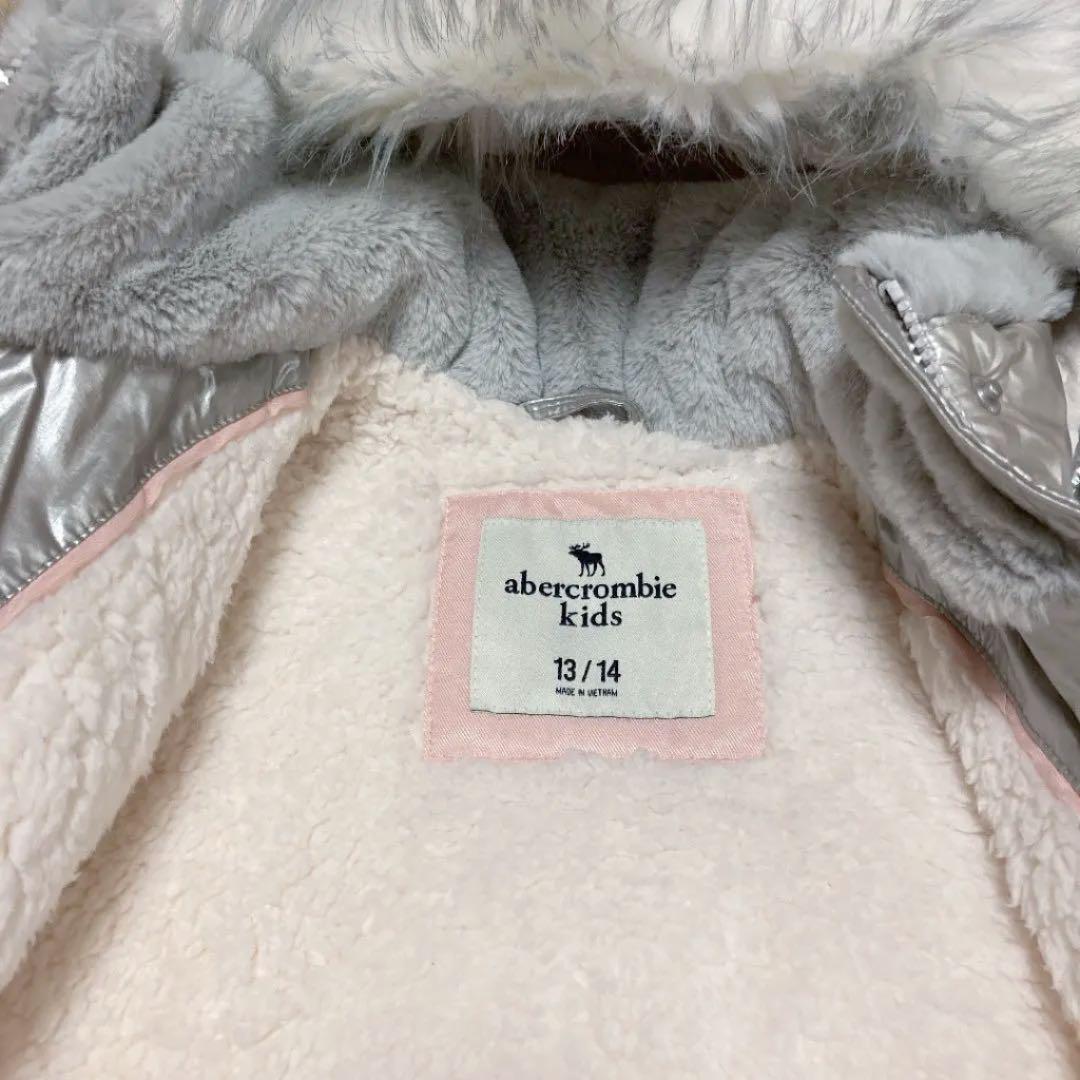 abercrombie
kids
13 / 14
MADE IN VIETNAM